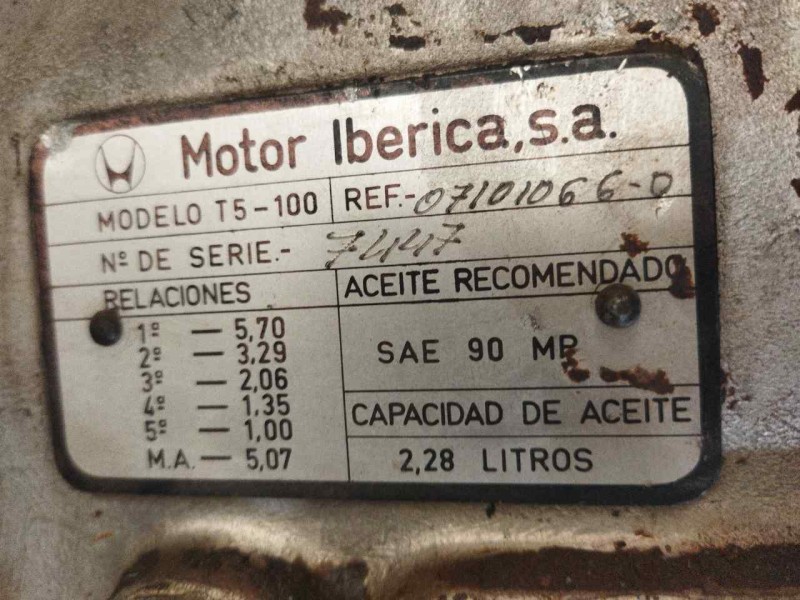 Motor Iberica, s.a.
MODELO T5-100 REF.- 07101066-0
Nº DE SERIE.- 7447
RELACIONES
1º — 5,70
2º — 3,29
3º — 2,06
4º — 1,35
5º — 1,00
M.A. — 5,07
ACEITE RECOMENDADO
SAE 90 MP
CAPACIDAD DE ACEITE
2,28 LITROS